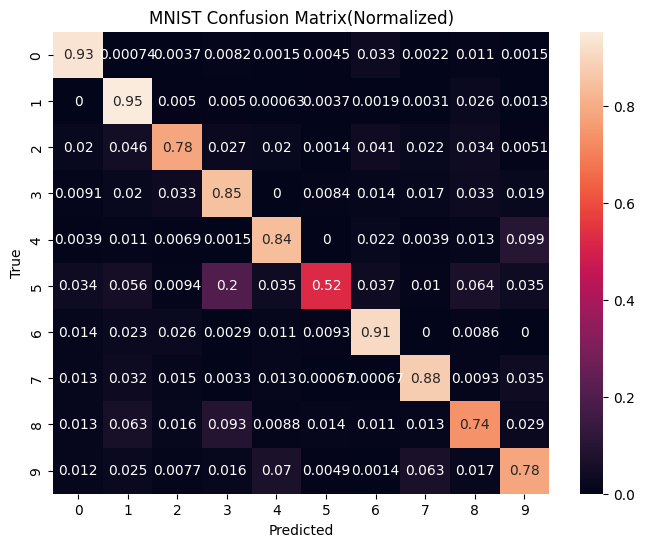 MNIST Confusion Matrix(Normalized)
0 0.93 0.00074 0.0037 0.0082 0.0015 0.0045 0.033 0.0022 0.011 0.0015
1 0 0.95 0.005 0.005 0.00063 0.0037 0.0019 0.0031 0.026 0.0013
2 0.02 0.046 0.78 0.027 0.02 0.0014 0.041 0.022 0.034 0.0051
3 0.0091 0.02 0.033 0.85 0 0.0084 0.014 0.017 0.033 0.019
4 0.0039 0.011 0.0069 0.0015 0.84 0 0.022 0.0039 0.013 0.099
5 0.034 0.056 0.0094 0.2 0.035 0.52 0.037 0.01 0.064 0.035
6 0.014 0.023 0.026 0.0029 0.011 0.0093 0.91 0 0.0086 0
7 0.013 0.032 0.015 0.0033 0.013 0.00067 0.00067 0.88 0.0093 0.035
8 0.013 0.063 0.016 0.093 0.0088 0.014 0.011 0.013 0.74 0.029
9 0.012 0.025 0.0077 0.016 0.07 0.0049 0.0014 0.063 0.017 0.78
0 1 2 3 4 5 6 7 8 9
Predicted
True
0.8
0.6
0.4
0.2
0.0